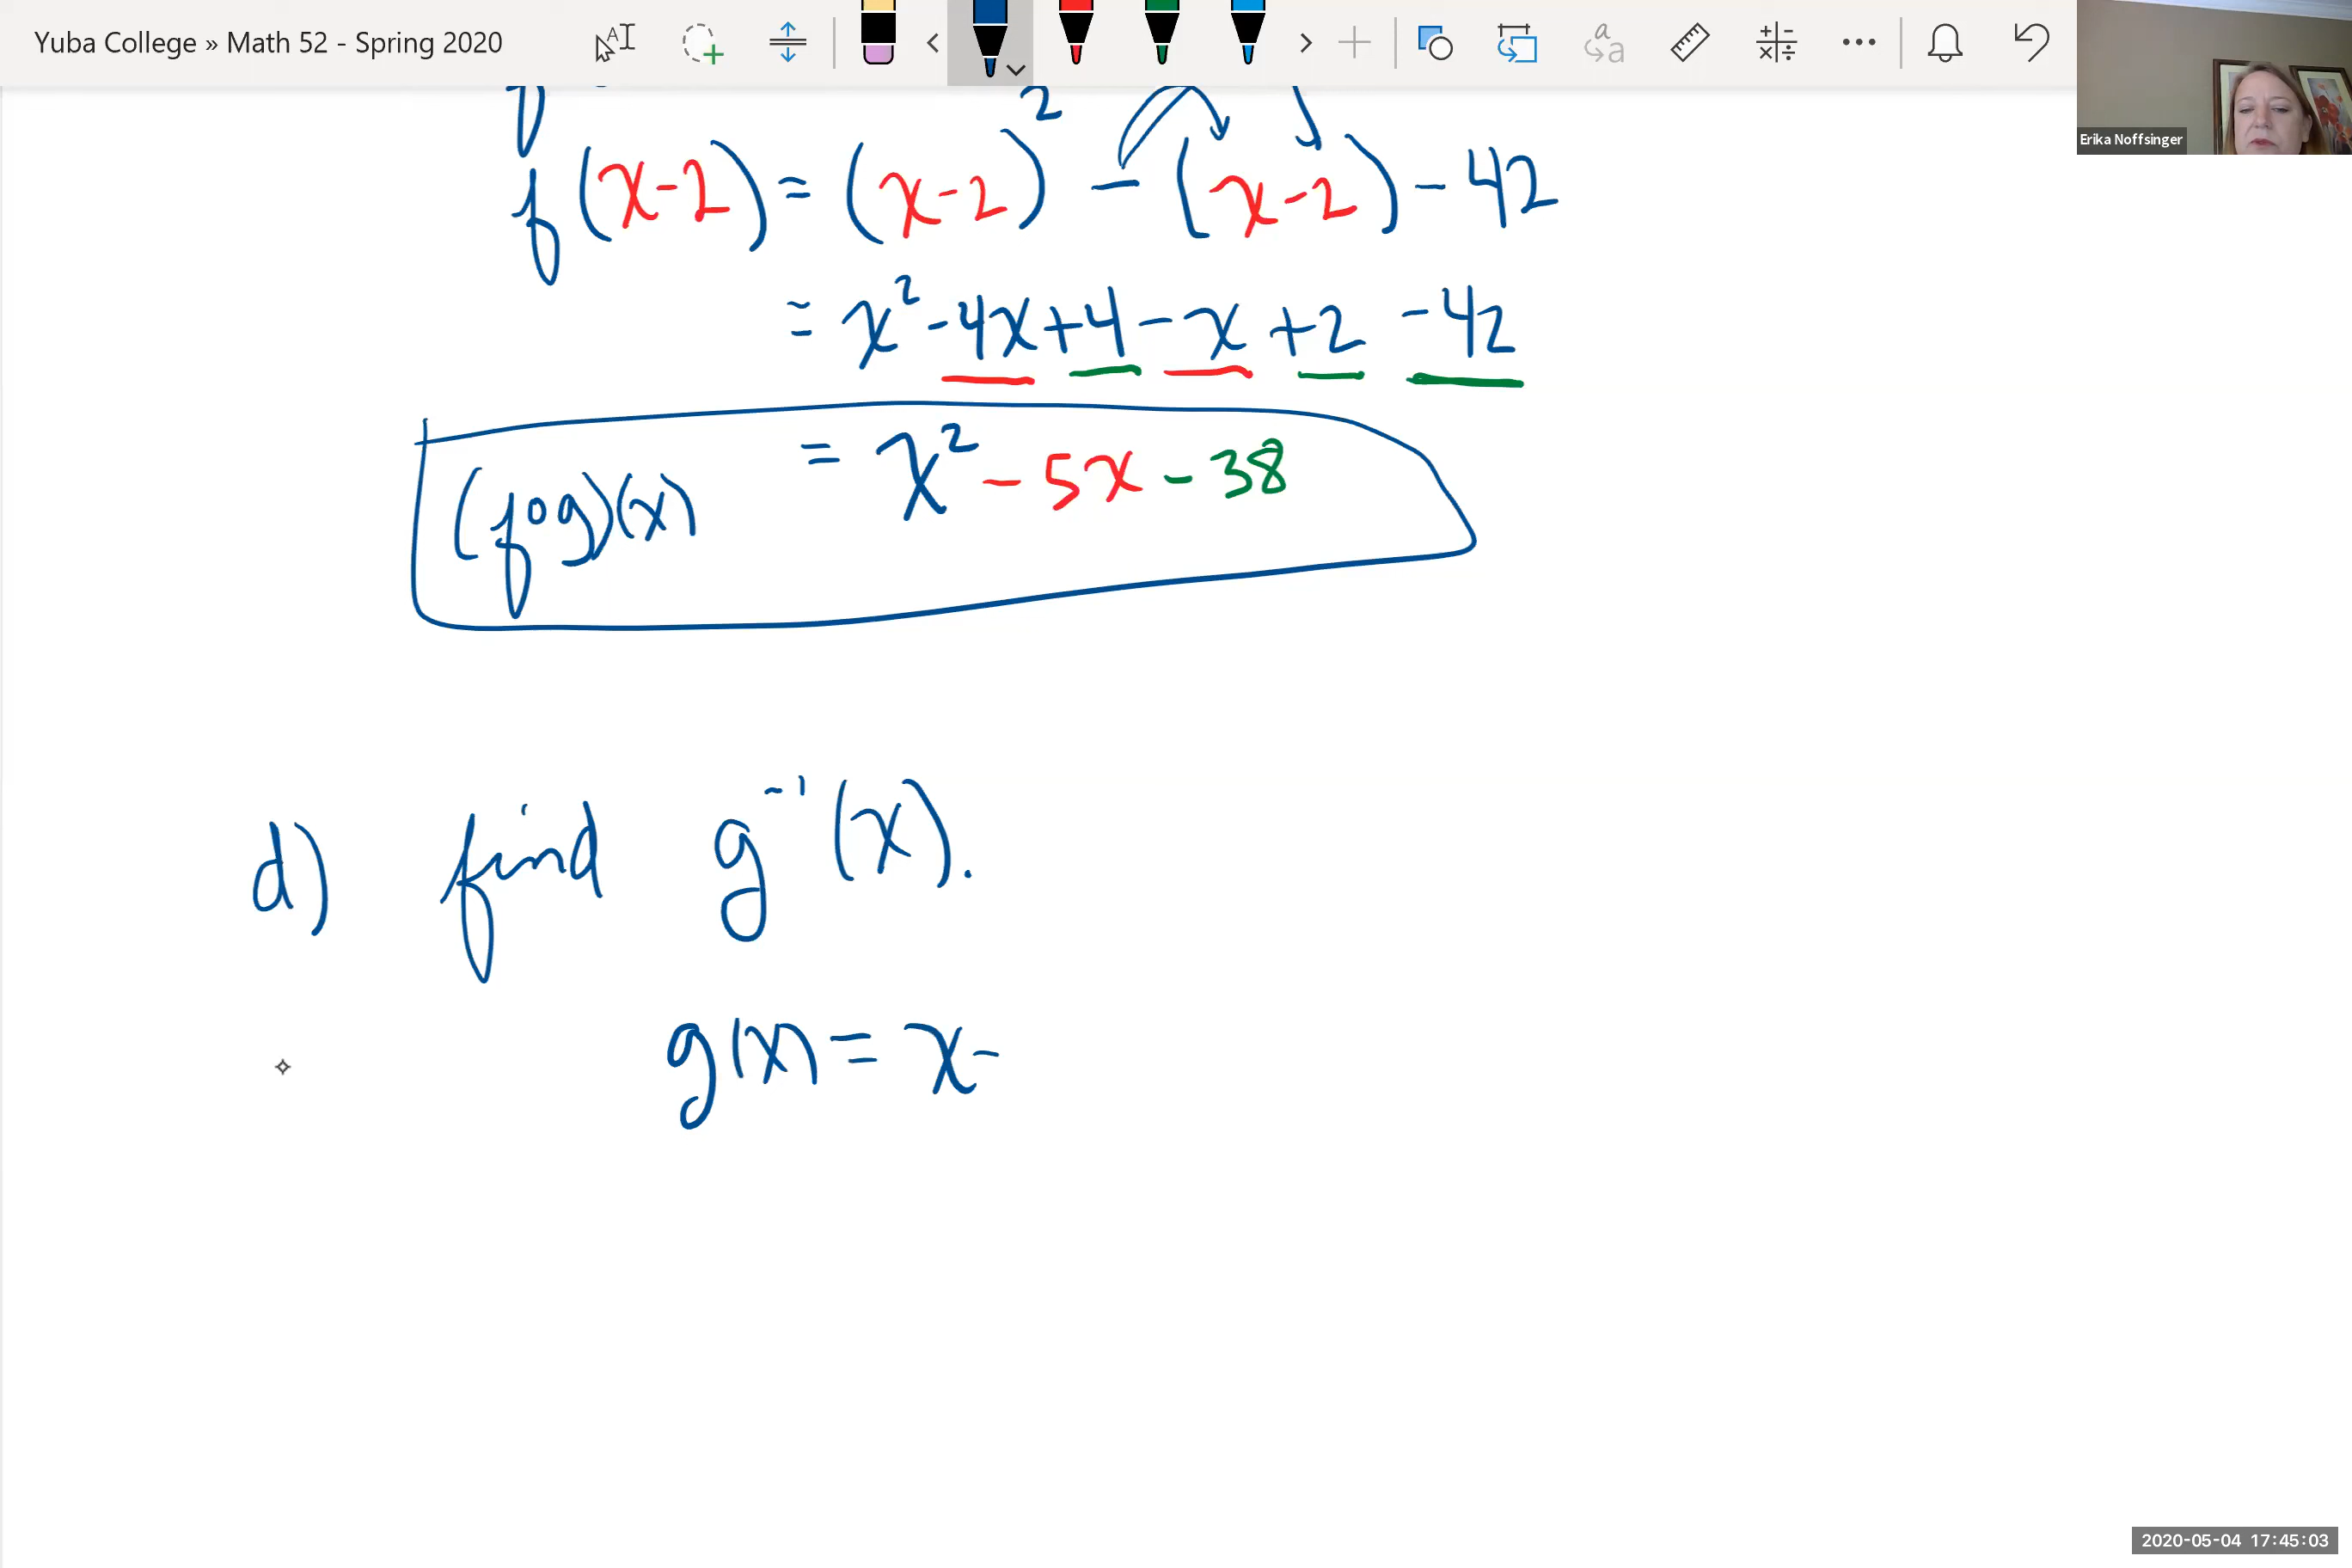 Yuba College » Math 52 - Spring 2020
Erika Noffsinger
f(x-2) = (x-2)² - (x-2) - 42
= x² - 4x + 4 - x + 2 - 42
(f∘g)(x) = x² - 5x - 38
d) find g⁻¹(x).
g(x) = x -
2020-05-04 17:45:03